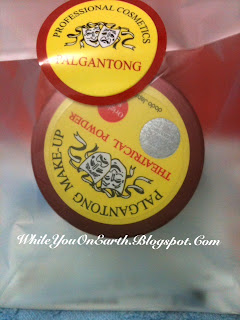 PROFESSIONAL COSMETICS
PALGANTONG
THEATRICAL POWDER
PALGANTONG MAKE-UP
WhileYouOnEarth.Blogspot.Com